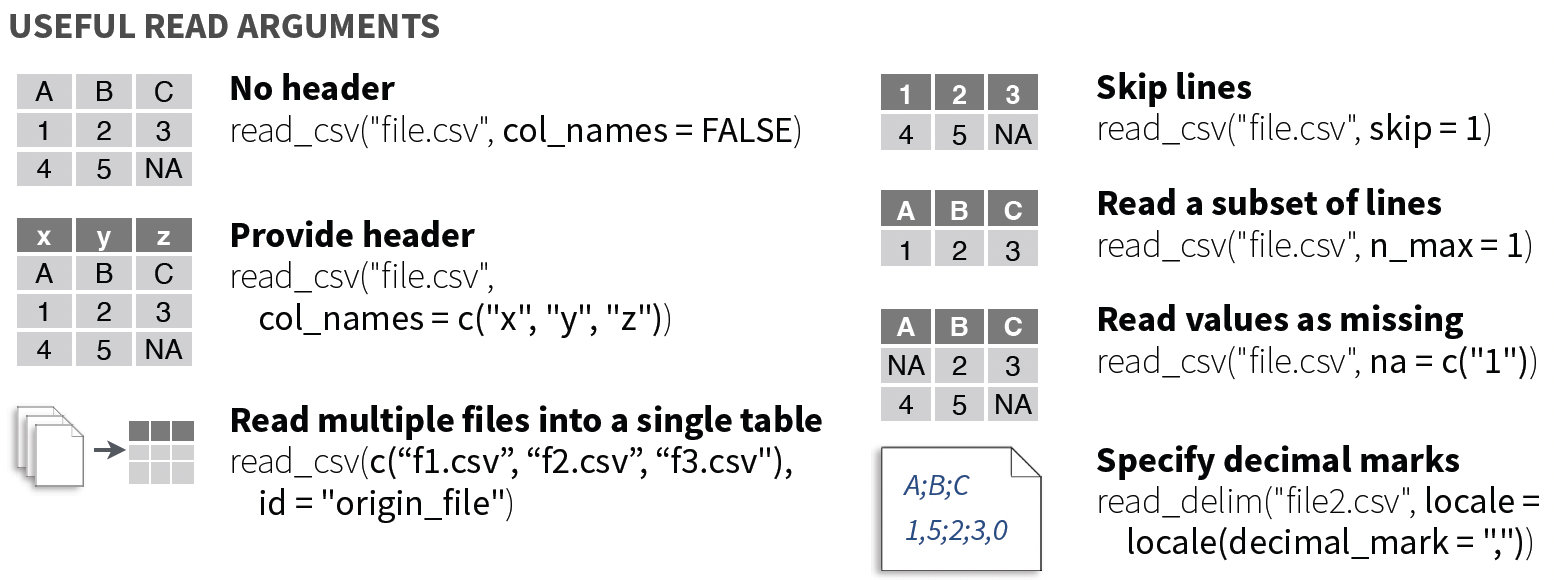 USEFUL READ ARGUMENTS
A B C
1 2 3
4 5 NA
No header
read_csv("file.csv", col_names = FALSE)
x y z
A B C
1 2 3
4 5 NA
Provide header
read_csv("file.csv",
col_names = c("x", "y", "z"))
Read multiple files into a single table
read_csv(c(“f1.csv”, “f2.csv”, “f3.csv"),
id = "origin_file")
1 2 3
4 5 NA
Skip lines
read_csv("file.csv", skip = 1)
A B C
1 2 3
Read a subset of lines
read_csv("file.csv", n_max = 1)
A B C
NA 2 3
4 5 NA
Read values as missing
read_csv("file.csv", na = c("1"))
A;B;C
1,5;2;3,0
Specify decimal marks
read_delim("file2.csv", locale =
locale(decimal_mark = ","))